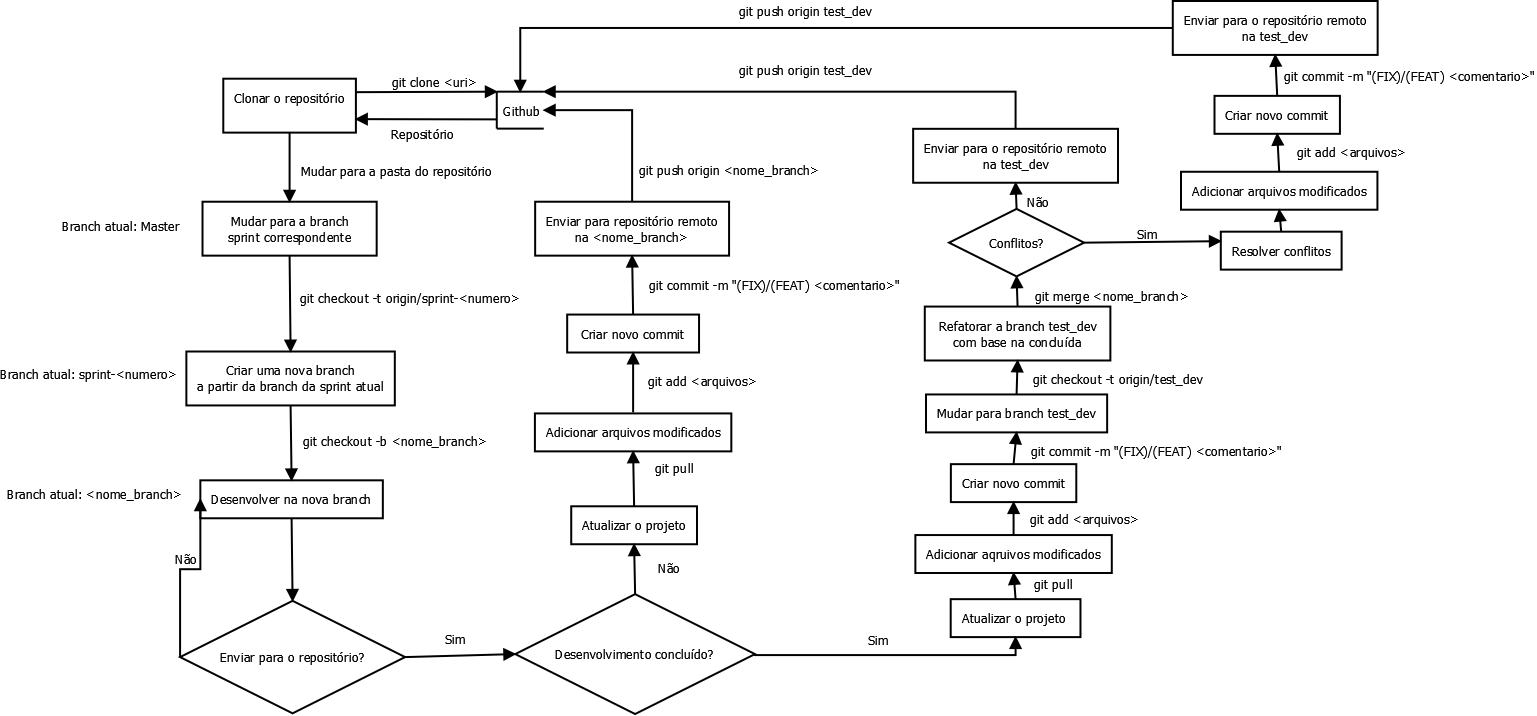 git push origin test_dev
Enviar para o repositório remoto
na test_dev
git push origin test_dev
git commit -m "(FIX)/(FEAT) <comentario>"
Clonar o repositório
git clone <uri>
Github
Repositório
Criar novo commit
Enviar para o repositório remoto
na test_dev
git add <arquivos>
Mudar para a pasta do repositório
git push origin <nome_branch>
Adicionar arquivos modificados
Não
Branch atual: Master
Mudar para a branch
sprint correspondente
Enviar para repositório remoto
na <nome_branch>
Conflitos?
Sim
Resolver conflitos
git checkout -t origin/sprint-<numero>
git commit -m "(FIX)/(FEAT) <comentario>"
git merge <nome_branch>
Criar novo commit
Refatorar a branch test_dev
com base na concluída
Branch atual: sprint-<numero>
Criar uma nova branch
a partir da branch da sprint atual
git add <arquivos>
git checkout -t origin/test_dev
Mudar para branch test_dev
git checkout -b <nome_branch>
Adicionar arquivos modificados
git commit -m "(FIX)/(FEAT) <comentario>"
git pull
Criar novo commit
Branch atual: <nome_branch>
Desenvolver na nova branch
Atualizar o projeto
git add <arquivos>
Não
Não
Adicionar aqruivos modificados
git pull
Atualizar o projeto
Enviar para o repositório?
Sim
Desenvolvimento concluído?
Sim